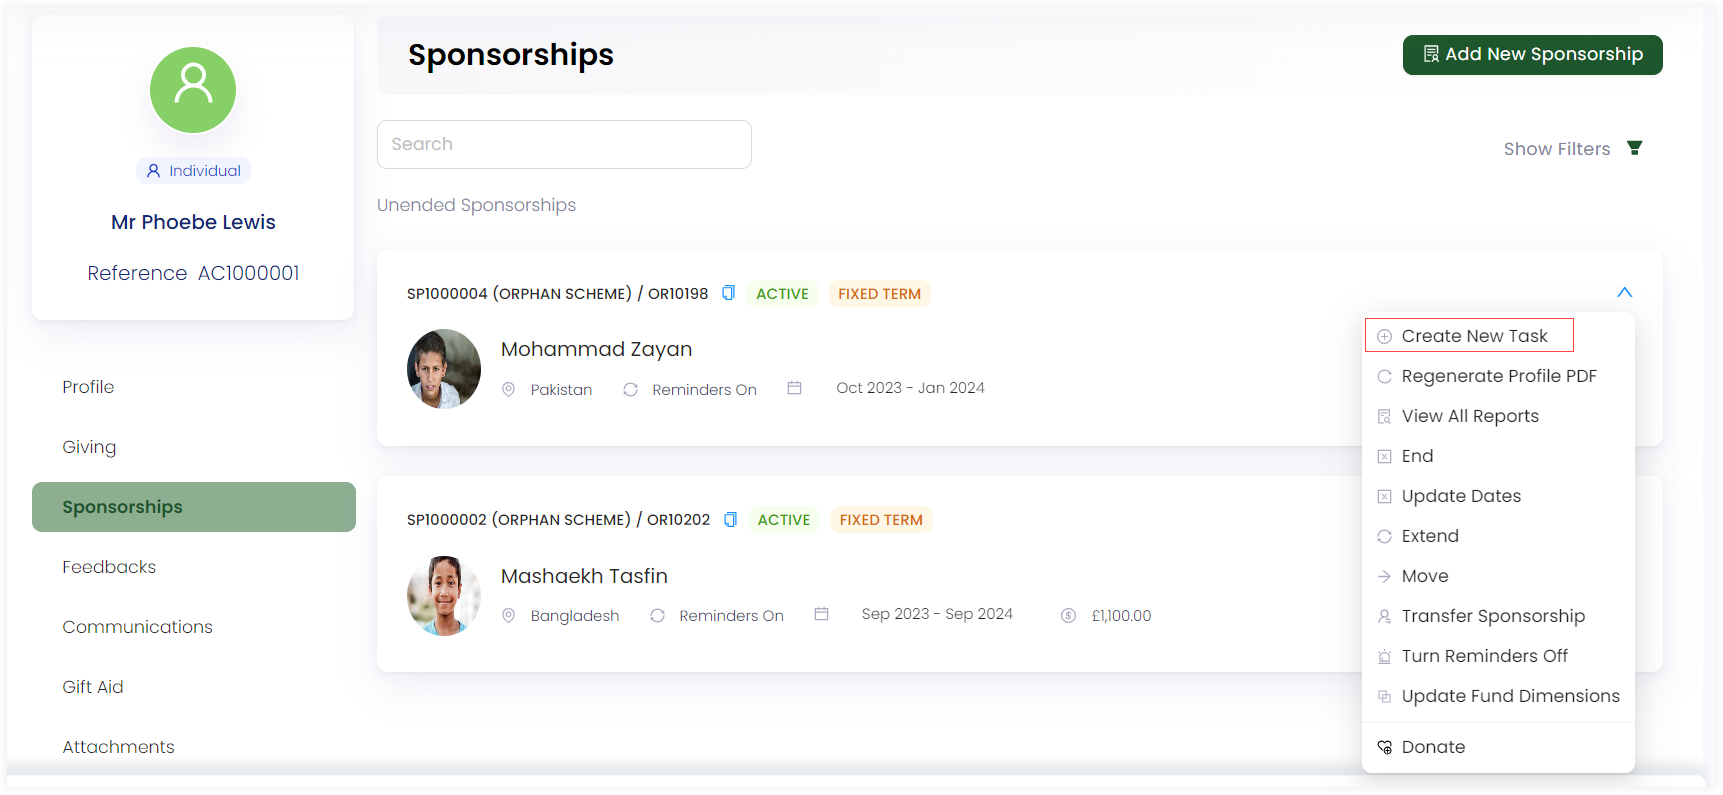 Individual
Mr Phoebe Lewis
Reference AC1000001
Profile
Giving
Sponsorships
Feedbacks
Communications
Gift Aid
Attachments
Sponsorships
Add New Sponsorship
Search
Show Filters
Unended Sponsorships
SP1000004 (ORPHAN SCHEME) / OR10198 ACTIVE FIXED TERM
Mohammad Zayan
Pakistan Reminders On Oct 2023 - Jan 2024
SP1000002 (ORPHAN SCHEME) / OR10202 ACTIVE FIXED TERM
Mashaekh Tasfin
Bangladesh Reminders On Sep 2023 - Sep 2024 £1,100.00
Create New Task
Regenerate Profile PDF
View All Reports
End
Update Dates
Extend
Move
Transfer Sponsorship
Turn Reminders Off
Update Fund Dimensions
Donate